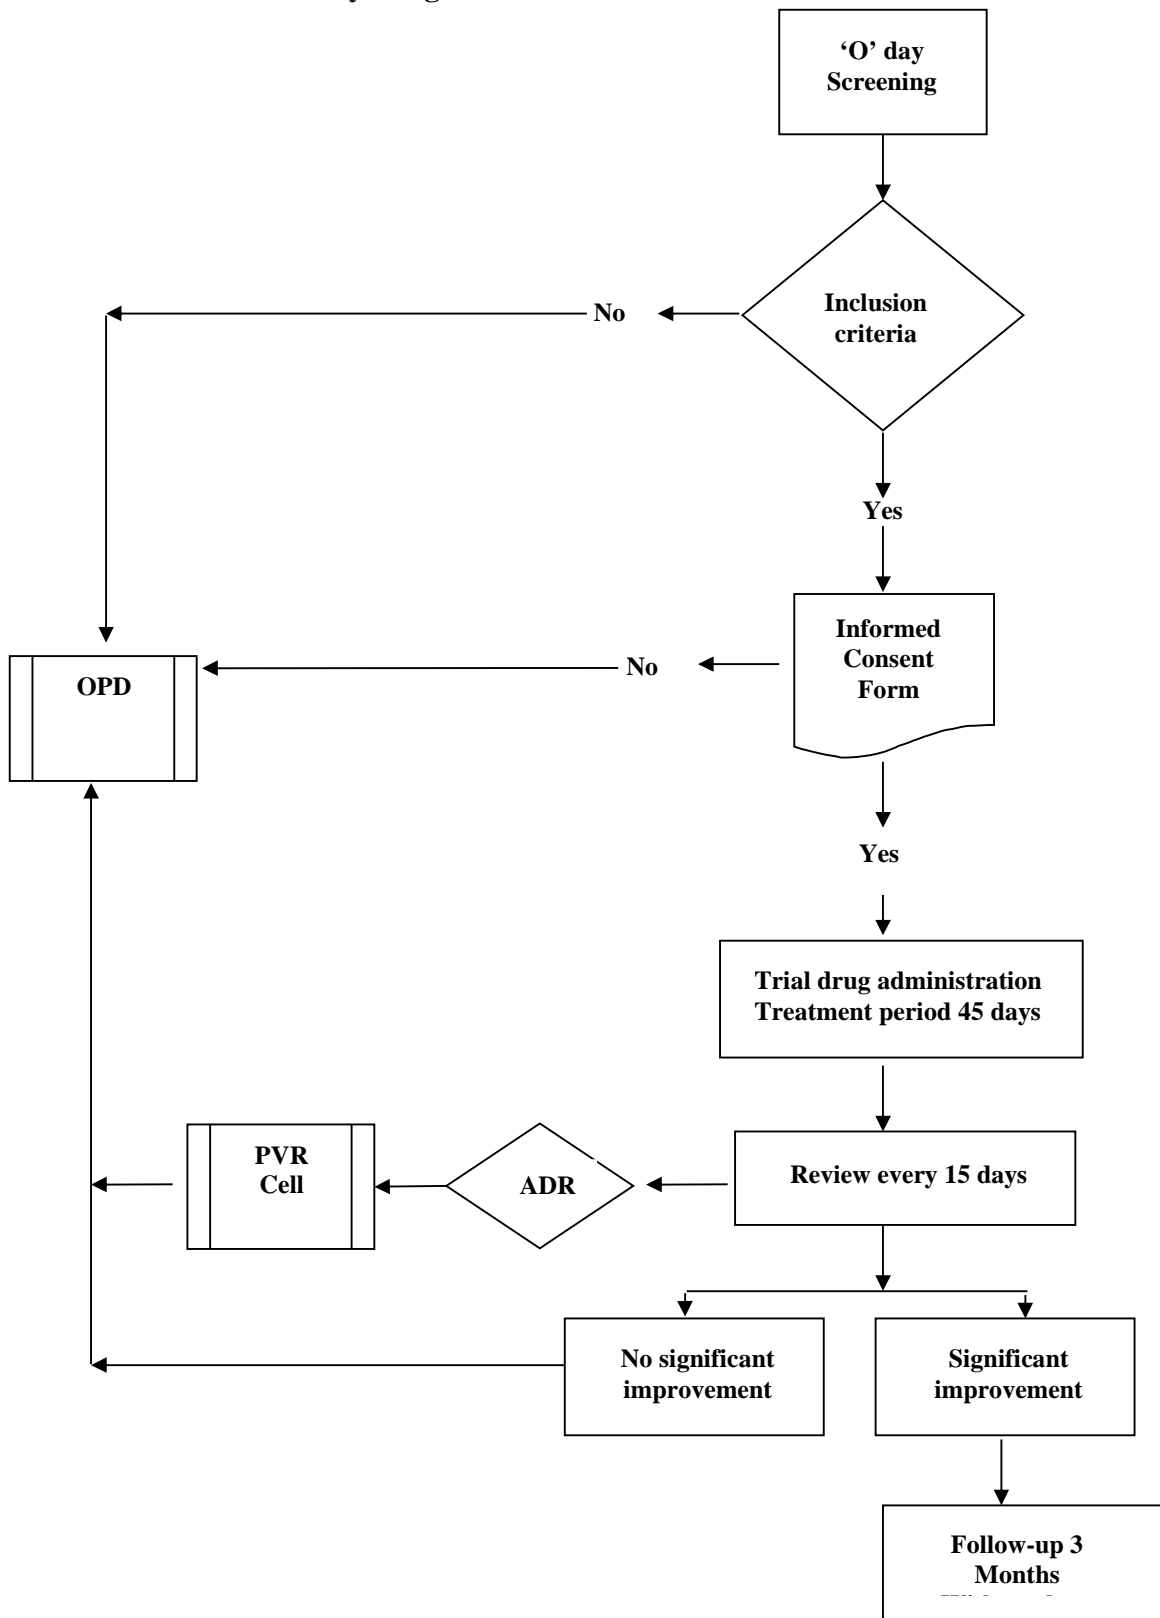 ‘O’ day
Screening
Inclusion
criteria
No
Yes
Informed
Consent
Form
No
OPD
Yes
Trial drug administration
Treatment period 45 days
Review every 15 days
ADR
PVR
Cell
No significant
improvement
Significant
improvement
Follow-up 3
Months